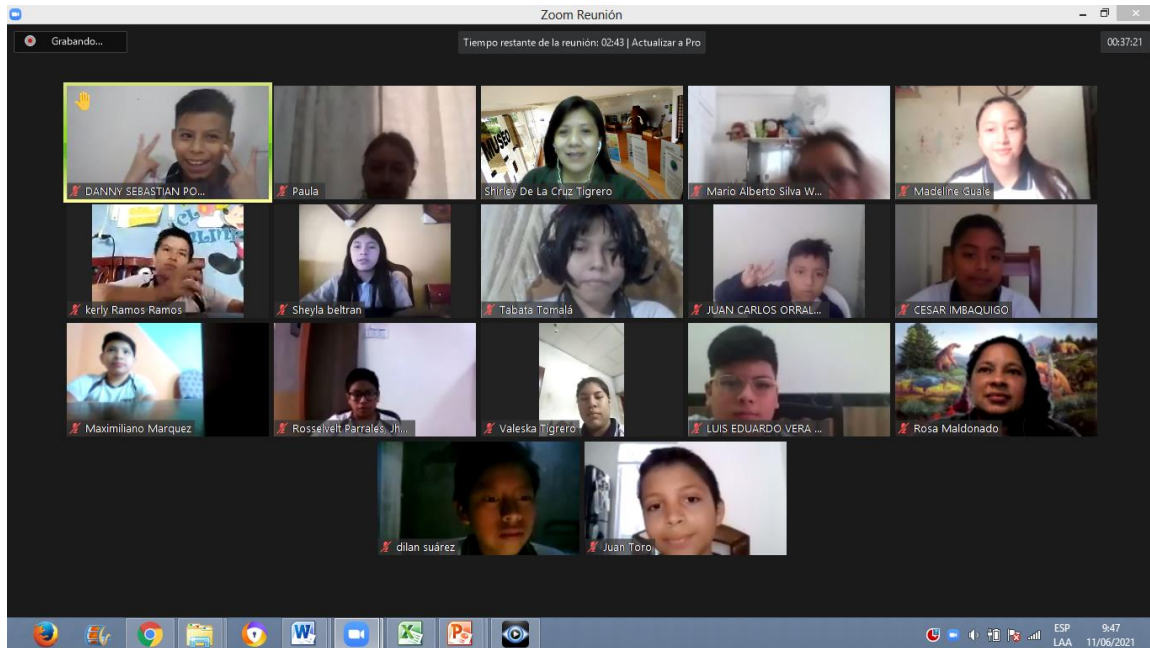 Zoom Reunión
Grabando...
Tiempo restante de la reunión: 02:43 | Actualizar a Pro
00:37:21
DANNY SEBASTIAN PO...
Paula
MUSEO
Shirley De La Cruz Tigrero
Mario Alberto Silva W...
Madeline Guale
kerly Ramos Ramos
Sheyla beltran
Tabata Tomalá
JUAN CARLOS ORRAL...
CESAR IMBAQUIGO
Maximiliano Marquez
Rosselvelt Parrales. Jh...
Valeska Tigrero
LUIS EDUARDO VERA ...
Rosa Maldonado
dilan suárez
Juan Toro
ESP
LAA
9:47
11/06/2021